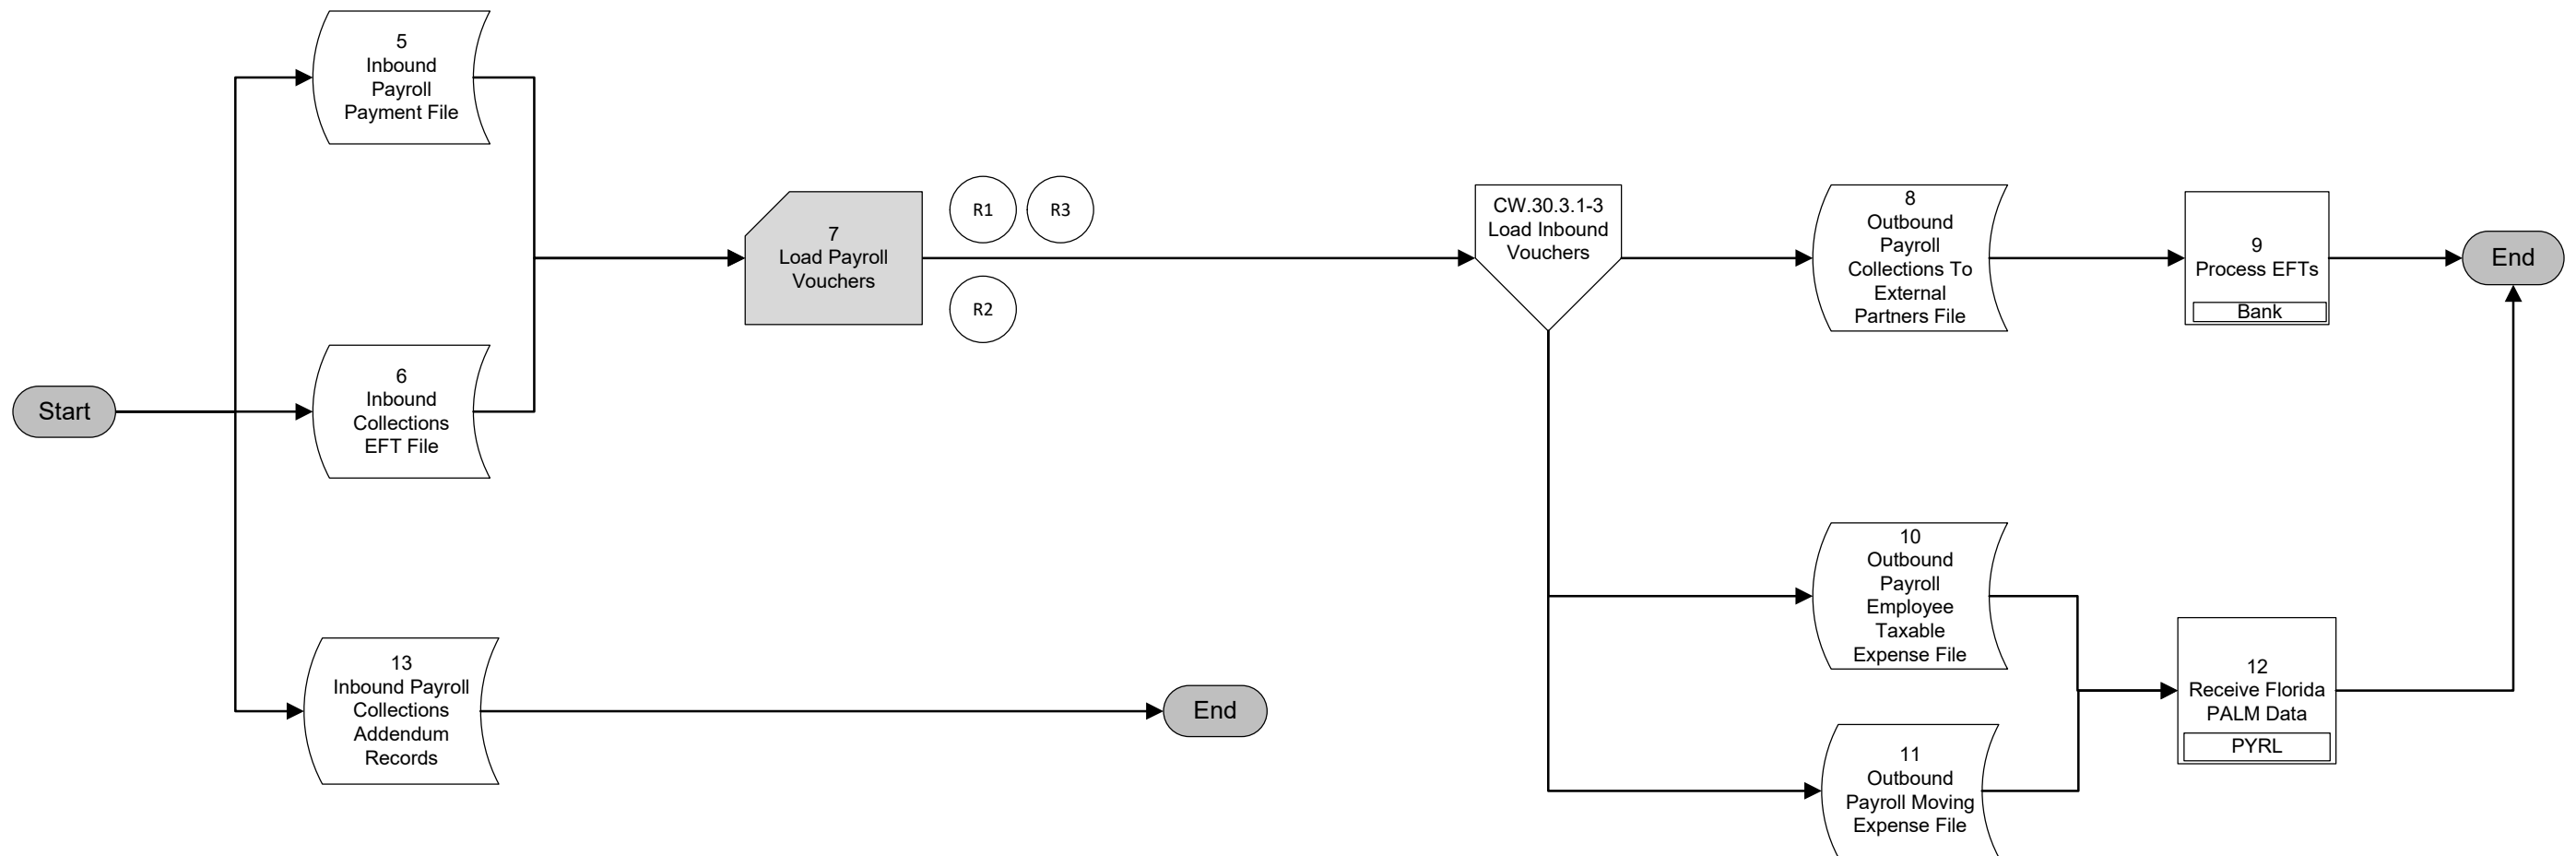 5
Inbound
Payroll
Payment File
Start
6
Inbound
Collections
EFT File
13
Inbound Payroll
Collections
Addendum
Records
7
Load Payroll
Vouchers
R1
R3
R2
End
CW.30.3.1-3
Load Inbound
Vouchers
8
Outbound
Payroll
Collections To
External
Partners File
9
Process EFTs
Bank
End
10
Outbound
Payroll
Employee
Taxable
Expense File
11
Outbound
Payroll Moving
Expense File
12
Receive Florida
PALM Data
PYRL